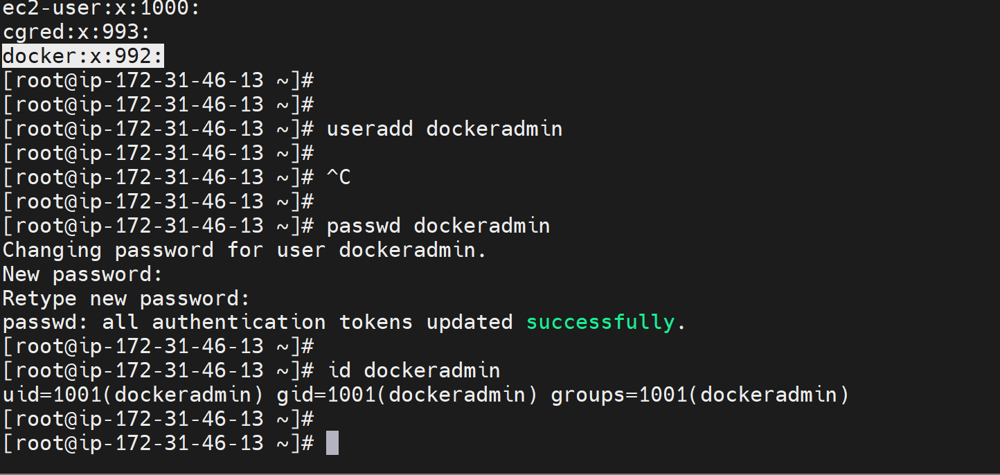 ec2-user:x:1000:
cgred:x:993:
docker:x:992:
[root@ip-172-31-46-13 ~]#
[root@ip-172-31-46-13 ~]#
[root@ip-172-31-46-13 ~]# useradd dockeradmin
[root@ip-172-31-46-13 ~]#
[root@ip-172-31-46-13 ~]# ^C
[root@ip-172-31-46-13 ~]#
[root@ip-172-31-46-13 ~]# passwd dockeradmin
Changing password for user dockeradmin.
New password:
Retype new password:
passwd: all authentication tokens updated successfully.
[root@ip-172-31-46-13 ~]#
[root@ip-172-31-46-13 ~]# id dockeradmin
uid=1001(dockeradmin) gid=1001(dockeradmin) groups=1001(dockeradmin)
[root@ip-172-31-46-13 ~]#
[root@ip-172-31-46-13 ~]#